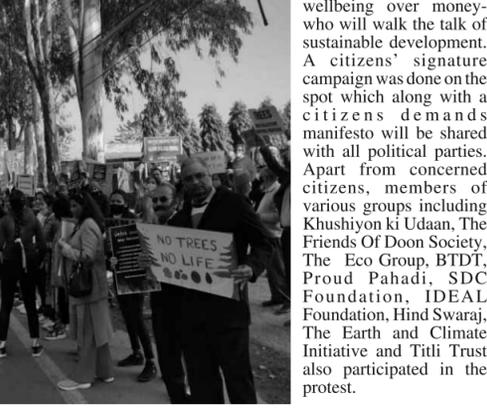 NO TREES
NO LIFE
TREES
wellbeing over money-
who will walk the talk of
sustainable development.
A citizens' signature
campaign was done on the
spot which along with a
citizens demands
manifesto will be shared
with all political parties.
Apart from concerned
citizens, members of
various groups including
Khushiyon ki Udaan, The
Friends Of Doon Society,
The Eco Group, BTDT,
Proud Pahadi, SDC
Foundation, IDEAL
Foundation, Hind Swaraj,
The Earth and Climate
Initiative and Titli Trust
also participated in the
protest.